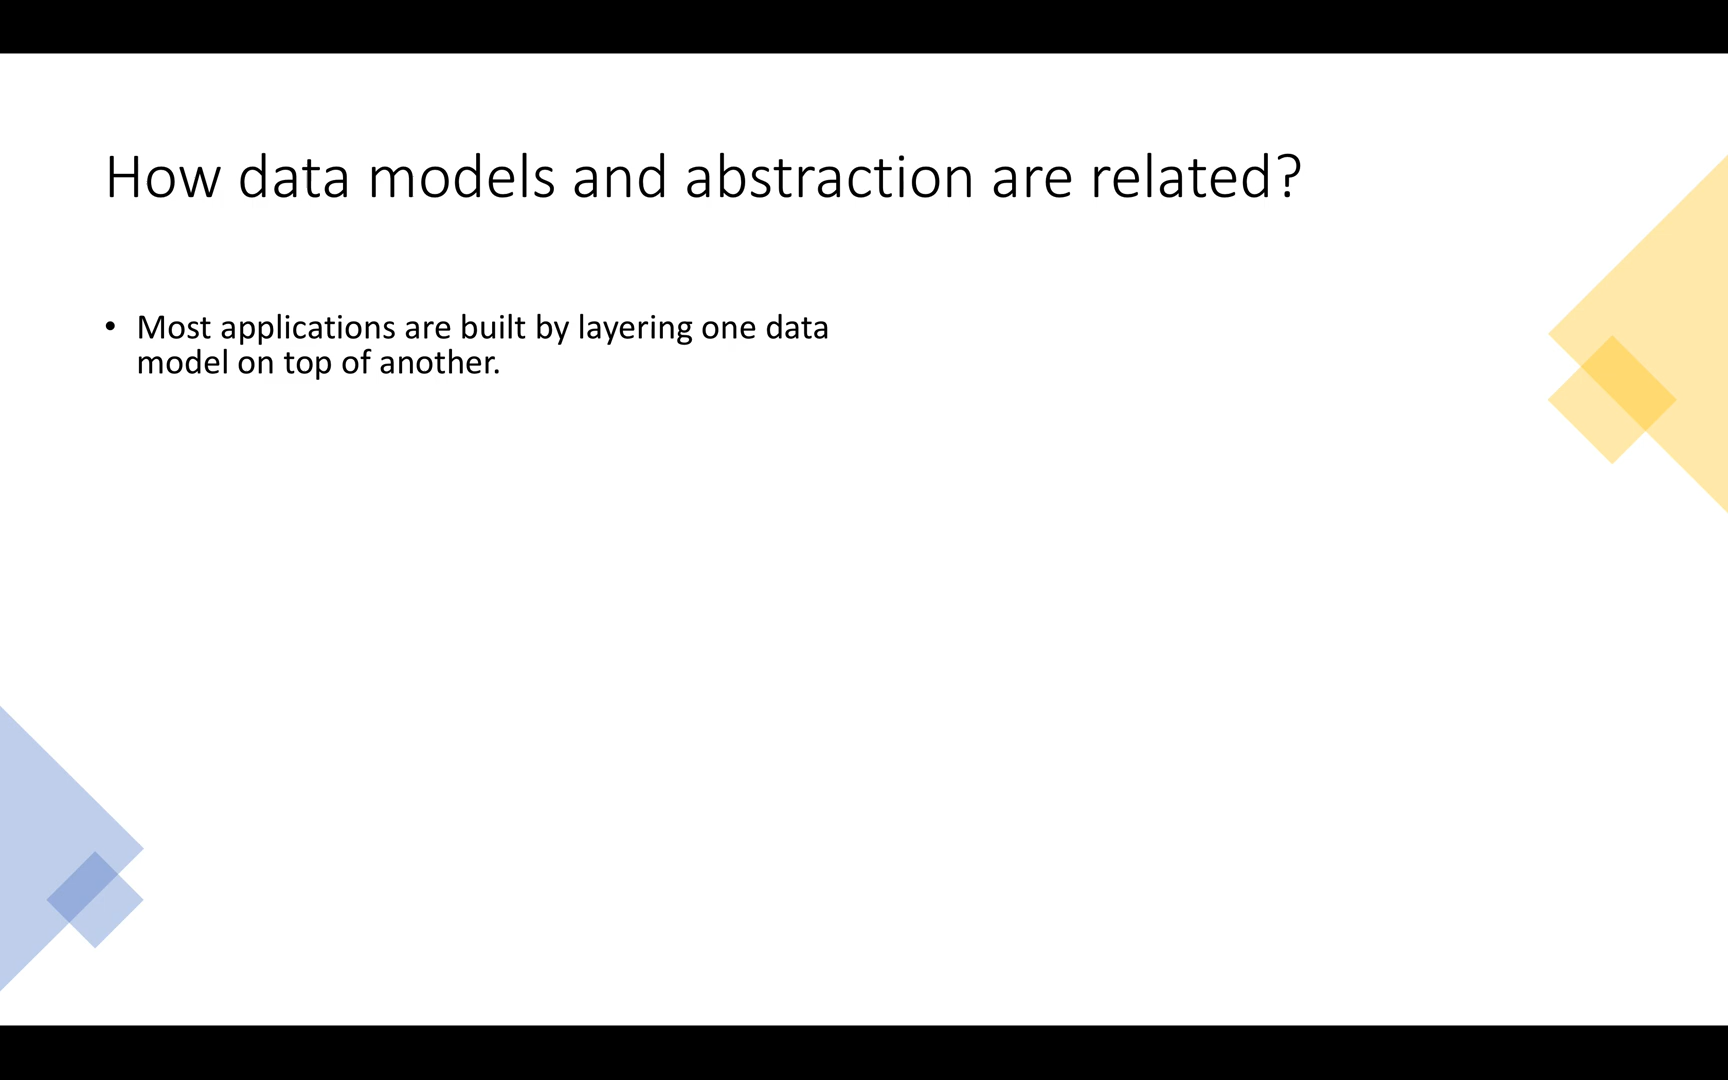 How data models and abstraction are related?
• Most applications are built by layering one data
model on top of another.